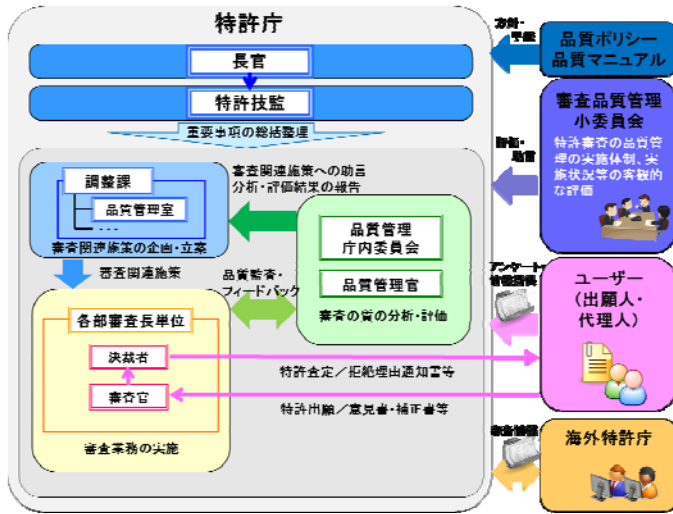 特許庁
長官
特許技監
重要事項の総括整理
調整課
品質管理室
・・・
審査関連施策の企画・立案
審査関連施策への助言
分析・評価結果の報告
品質管理
庁内委員会
品質管理官
審査の質の分析・評価
審査関連施策
品質監査・
フィードバック
各部審査長単位
決裁者
審査官
審査業務の実施
特許査定/拒絶理由通知書等
特許出願/意見書・補正書等
方針・
手続
品質ポリシー
品質マニュアル
評価・
助言
審査品質管理
小委員会
特許審査の品質管
理の実施体制、実
施状況等の客観的
な評価
アンケート・
情報提供
ユーザー
(出願人・
代理人)
審査情報
海外特許庁